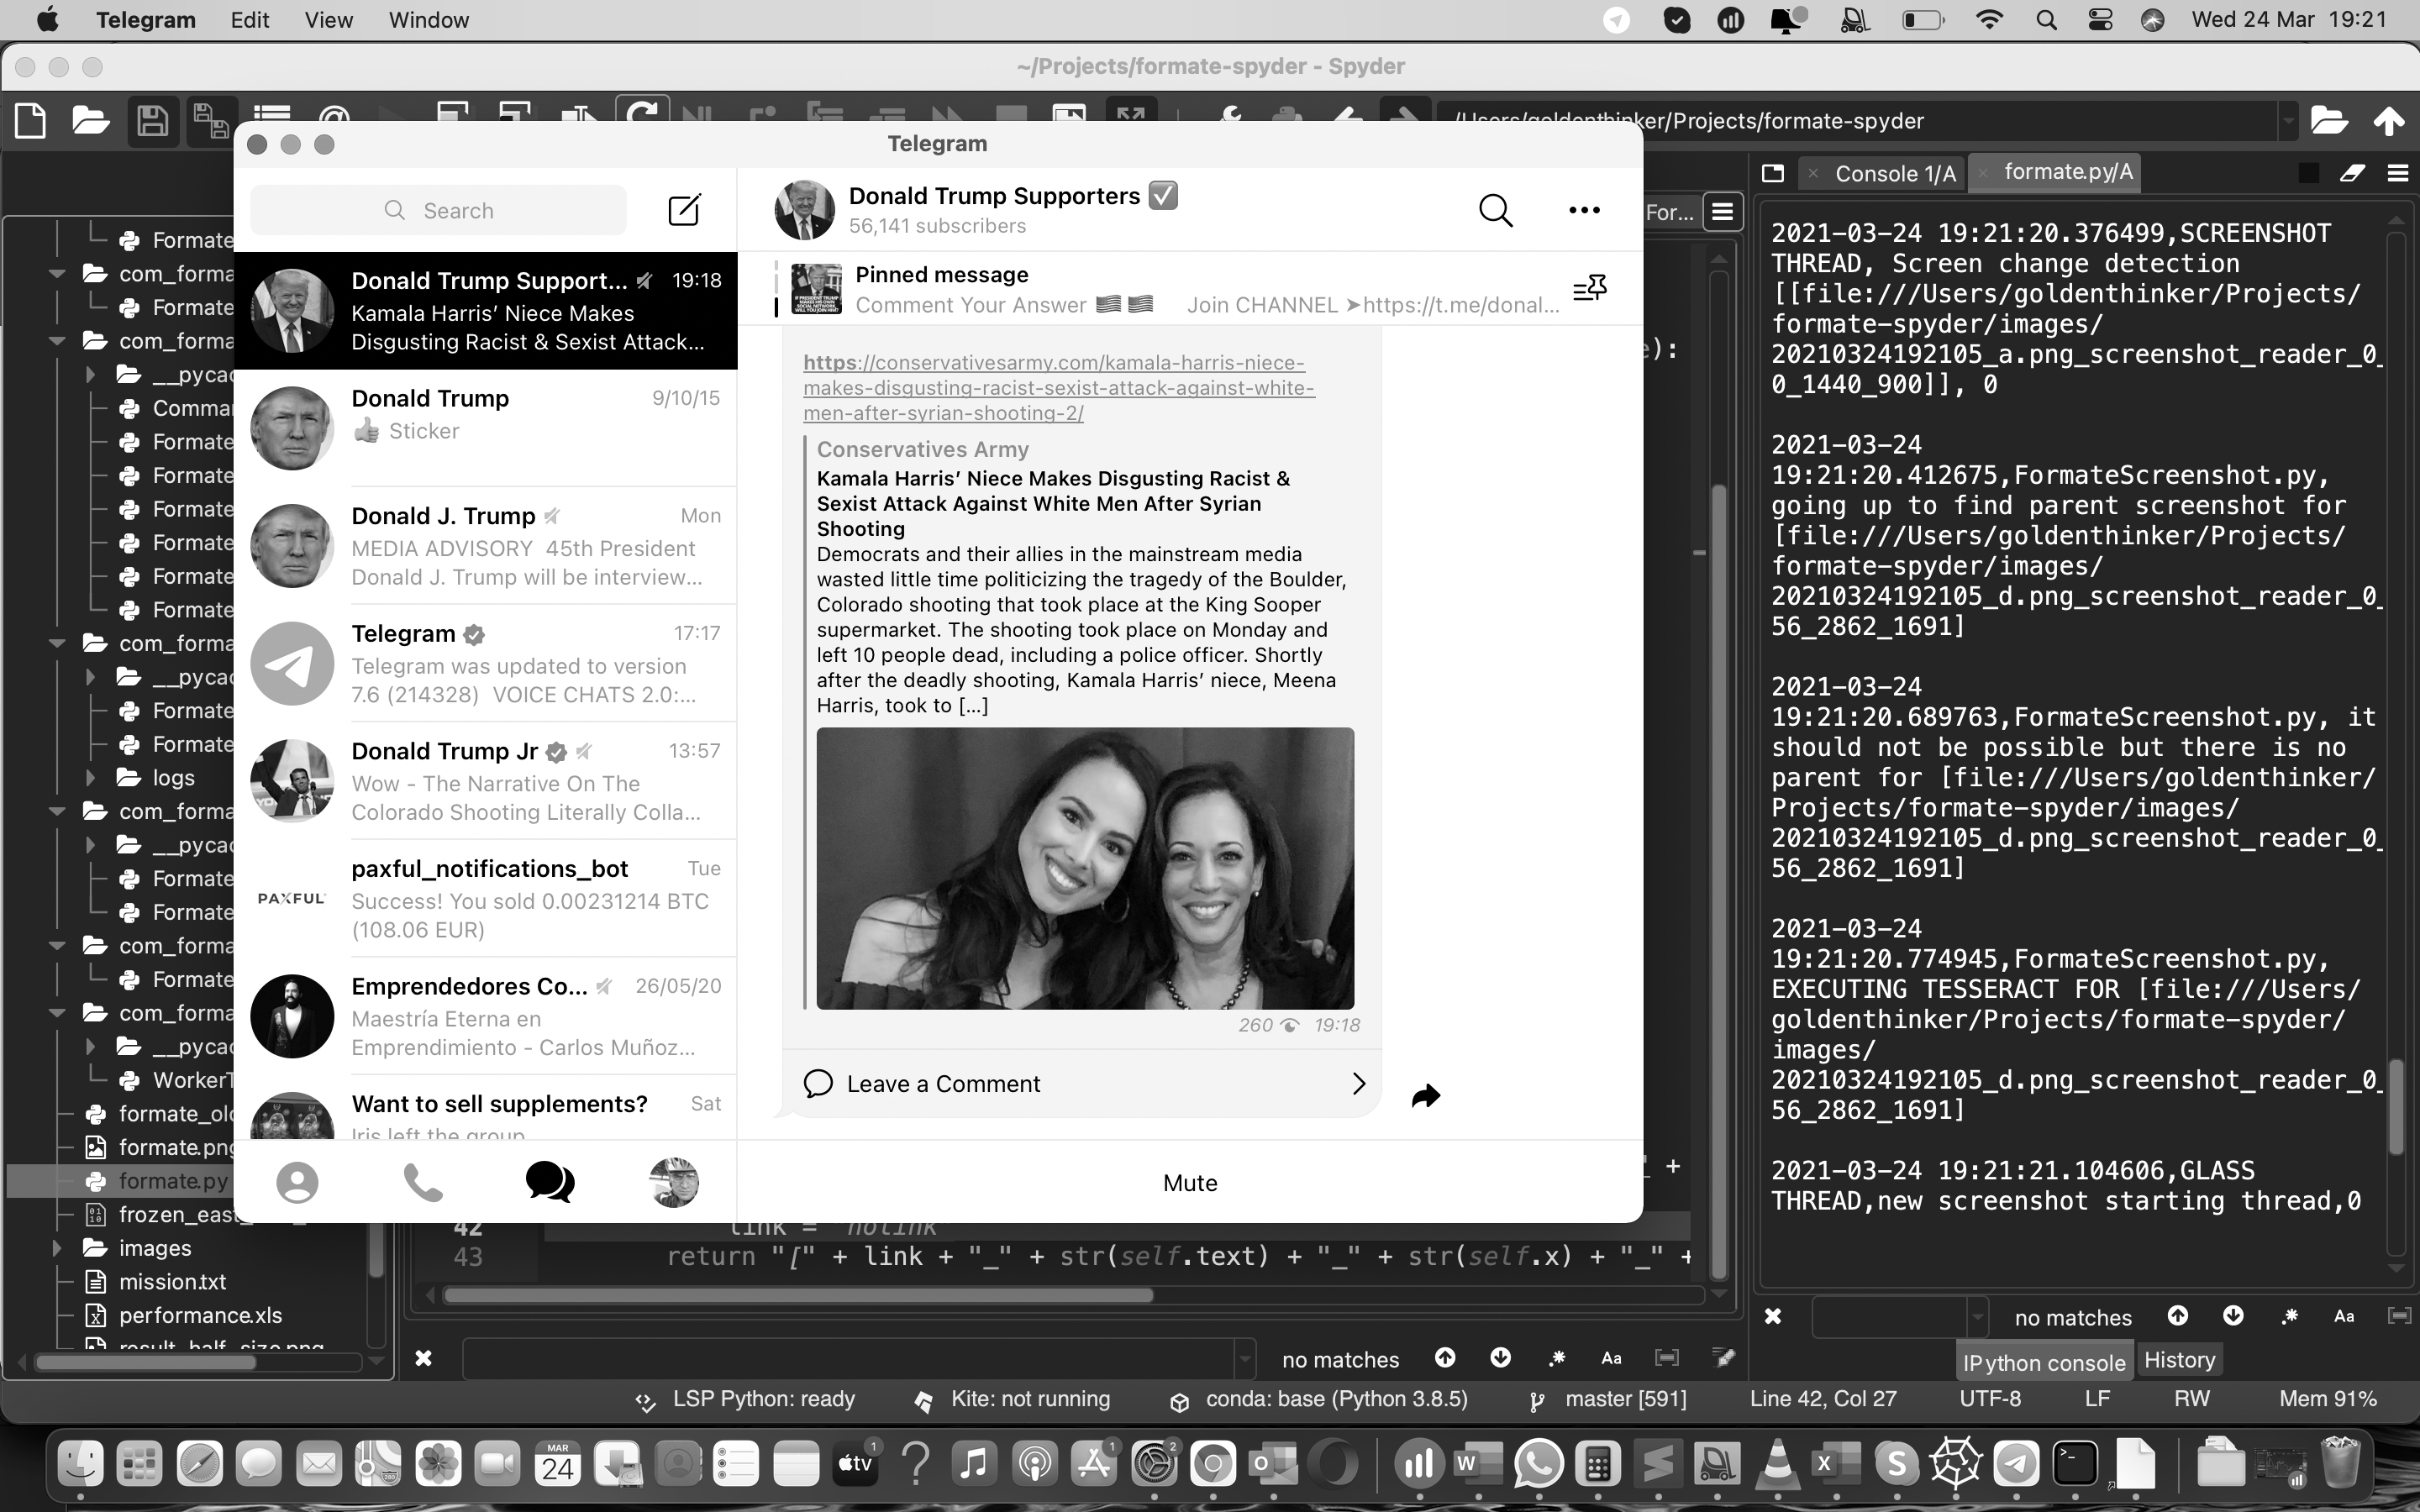 Telegram Edit View Window
Wed 24 Mar 19:21
~/Projects/formate-spyder - Spyder
/Users/goldenthinker/Projects/formate-spyder
Telegram
Search
Donald Trump Support... 19:18
Kamala Harris’ Niece Makes
Disgusting Racist & Sexist Attack...
Donald Trump 9/10/15
Sticker
Donald J. Trump Mon
MEDIA ADVISORY 45th President
Donald J. Trump will be interview...
Telegram 17:17
Telegram was updated to version
7.6 (214328) VOICE CHATS 2.0:...
Donald Trump Jr 13:57
Wow - The Narrative On The
Colorado Shooting Literally Colla...
PAXFUL
paxful_notifications_bot Tue
Success! You sold 0.00231214 BTC
(108.06 EUR)
Emprendedores Co... 26/05/20
Maestría Eterna en
Emprendimiento - Carlos Muñoz...
Want to sell supplements? Sat
Iris left the group
Donald Trump Supporters
56,141 subscribers
Pinned message
Comment Your Answer Join CHANNEL ➤https://t.me/donal...
https://conservativesarmy.com/kamala-harris-niece-
makes-disgusting-racist-sexist-attack-against-white-
men-after-syrian-shooting-2/
Conservatives Army
Kamala Harris’ Niece Makes Disgusting Racist &
Sexist Attack Against White Men After Syrian
Shooting
Democrats and their allies in the mainstream media
wasted little time politicizing the tragedy of the Boulder,
Colorado shooting that took place at the King Sooper
supermarket. The shooting took place on Monday and
left 10 people dead, including a police officer. Shortly
after the deadly shooting, Kamala Harris’ niece, Meena
Harris, took to [...]
260 19:18
Leave a Comment
Mute
Formate
com_forma
Formate
com_forma
__pycac
Comma
Formate
Formate
Formate
Formate
Formate
Formate
com_forma
__pycac
Formate
Formate
logs
com_forma
__pycac
Formate
Formate
com_forma
Formate
com_forma
__pycac
WorkerT
formate_old
formate.png
formate.py
frozen_east_
images
mission.txt
performance.xls
result_half_size.png
For...
e):
_" +
42 link = "nolink"
43 return "[" + link + "_" + str(self.text) + "_" + str(self.x) + "_" +
no matches Aa
Console 1/A formate.py/A
2021-03-24 19:21:20.376499,SCREENSHOT
THREAD, Screen change detection
[[file:///Users/goldenthinker/Projects/
formate-spyder/images/
20210324192105_a.png_screenshot_reader_0_
0_1440_900]], 0
2021-03-24
19:21:20.412675,FormateScreenshot.py,
going up to find parent screenshot for
[file:///Users/goldenthinker/Projects/
formate-spyder/images/
20210324192105_d.png_screenshot_reader_0_
56_2862_1691]
2021-03-24
19:21:20.689763,FormateScreenshot.py, it
should not be possible but there is no
parent for [file:///Users/goldenthinker/
Projects/formate-spyder/images/
20210324192105_d.png_screenshot_reader_0_
56_2862_1691]
2021-03-24
19:21:20.774945,FormateScreenshot.py,
EXECUTING TESSERACT FOR [file:///Users/
goldenthinker/Projects/formate-spyder/
images/
20210324192105_d.png_screenshot_reader_0_
56_2862_1691]
2021-03-24 19:21:21.104606,GLASS
THREAD,new screenshot starting thread,0
no matches Aa
IPython console History
LSP Python: ready Kite: not running conda: base (Python 3.8.5) master [591] Line 42, Col 27 UTF-8 LF RW Mem 91%
MAR
24
tv
1
1
2